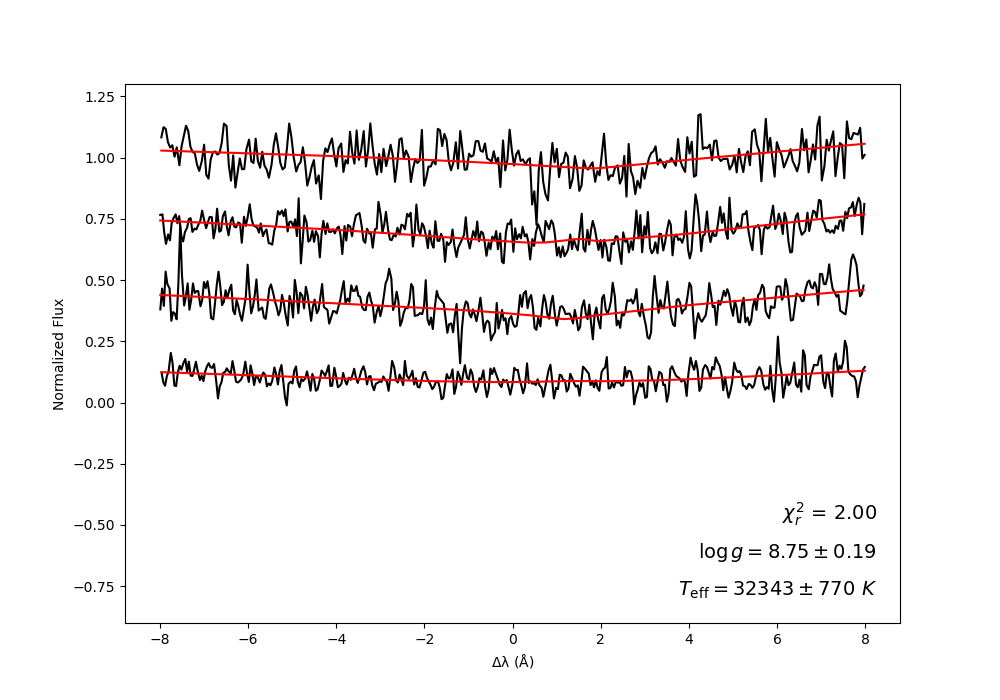 1.25
1.00
0.75
0.50
0.25
0.00
−0.25
−0.50
−0.75
Normalized Flux
χ²ᵣ = 2.00
log g = 8.75 ± 0.19
T_eff = 32343 ± 770 K
−8 −6 −4 −2 0 2 4 6 8
Δλ (Å)